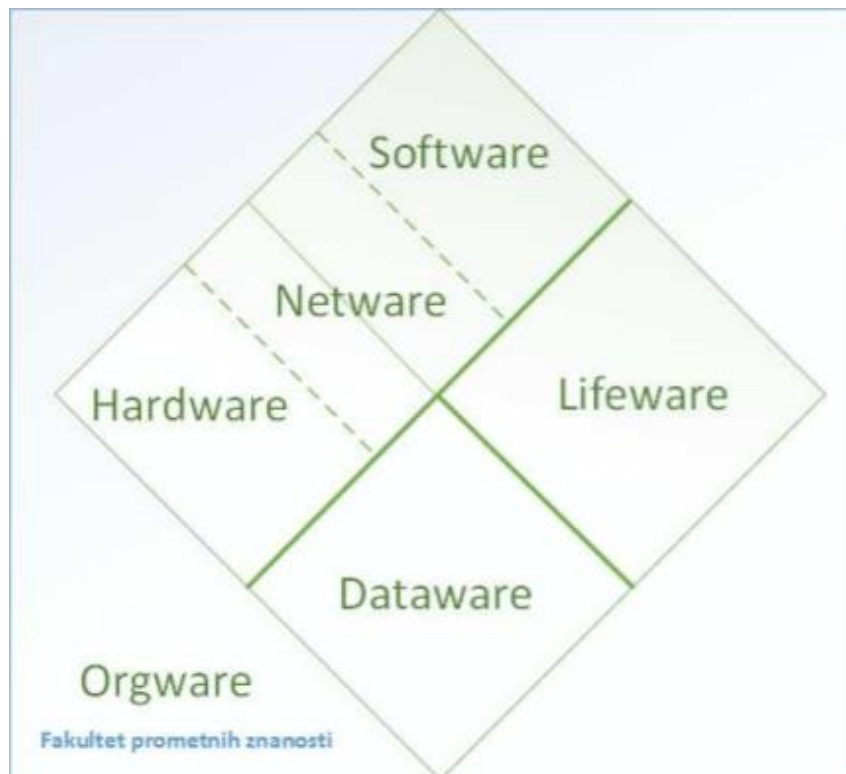 Software
Netware
Hardware
Lifeware
Dataware
Orgware
Fakultet prometnih znanosti